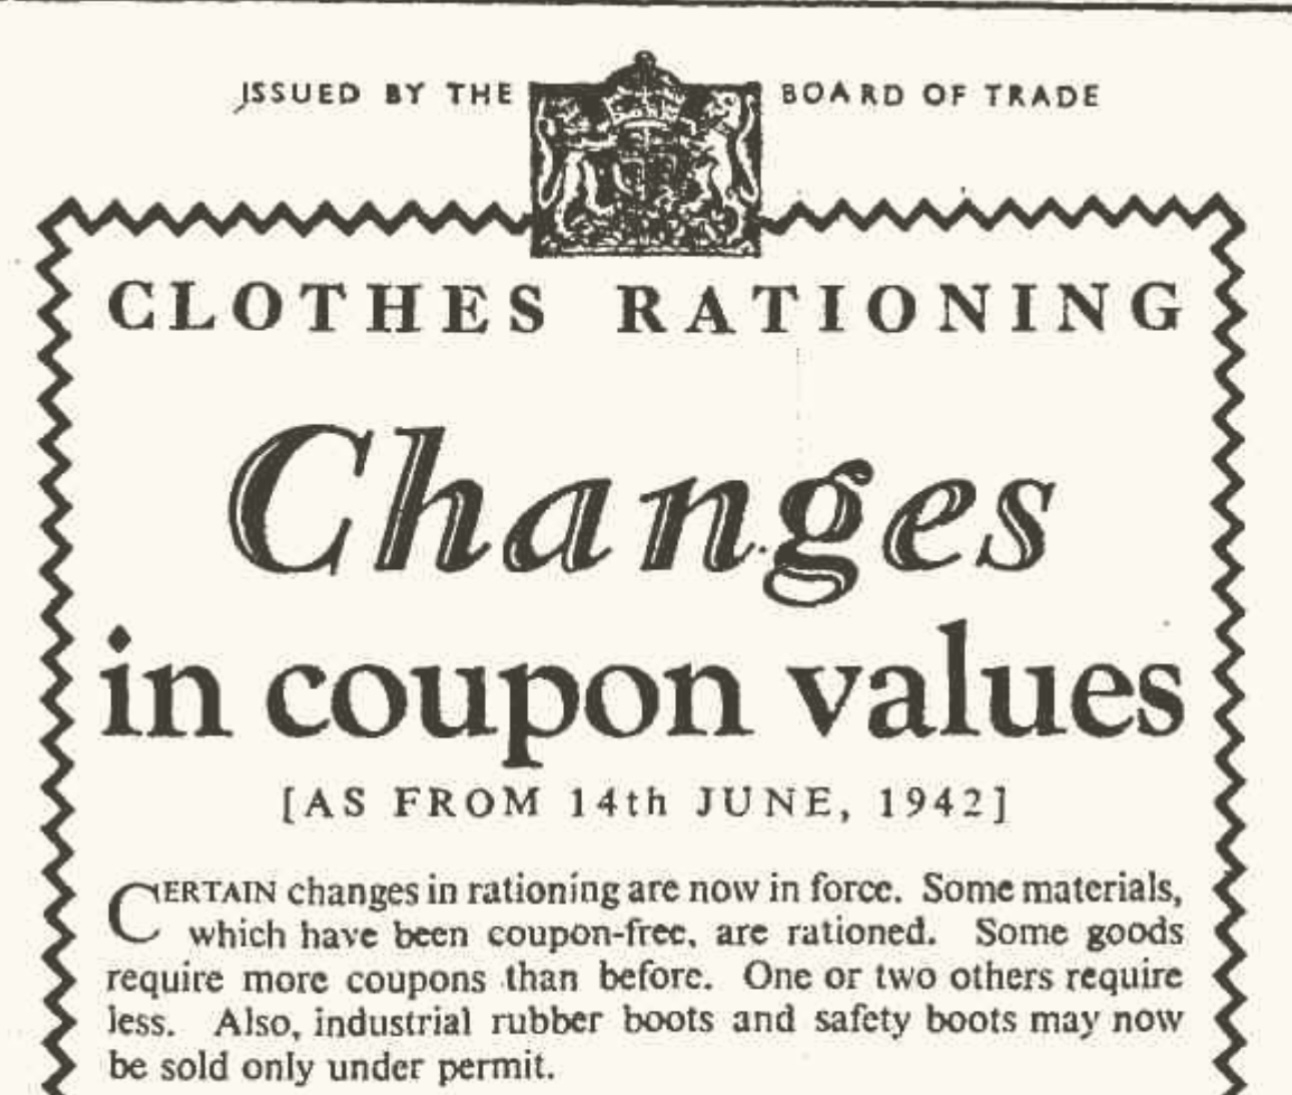 ISSUED BY THE BOARD OF TRADE
CLOTHES RATIONING
Changes
in coupon values
[AS FROM 14th JUNE, 1942]
CERTAIN changes in rationing are now in force. Some materials,
which have been coupon-free, are rationed. Some goods
require more coupons than before. One or two others require
less. Also, industrial rubber boots and safety boots may now
be sold only under permit.